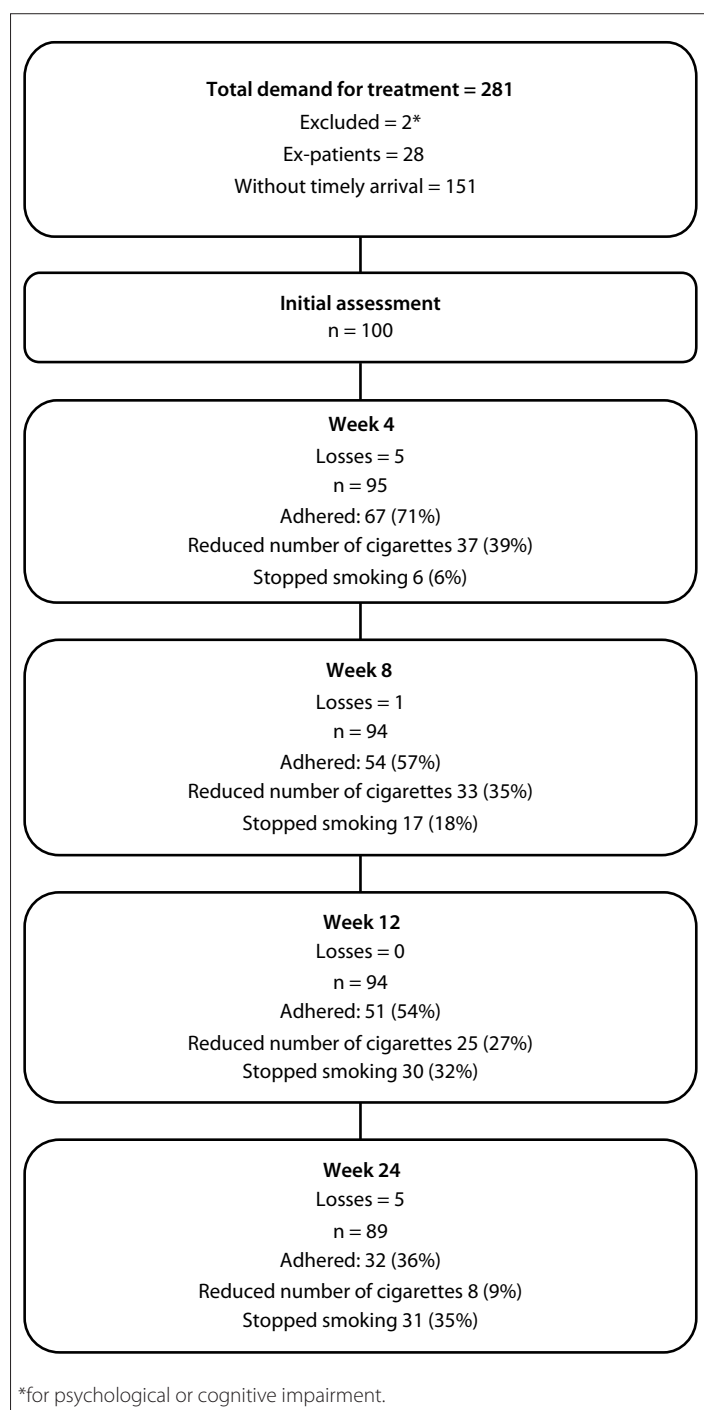 Total demand for treatment = 281
Excluded = 2*
Ex-patients = 28
Without timely arrival = 151
Initial assessment
n = 100
Week 4
Losses = 5
n = 95
Adhered: 67 (71%)
Reduced number of cigarettes 37 (39%)
Stopped smoking 6 (6%)
Week 8
Losses = 1
n = 94
Adhered: 54 (57%)
Reduced number of cigarettes 33 (35%)
Stopped smoking 17 (18%)
Week 12
Losses = 0
n = 94
Adhered: 51 (54%)
Reduced number of cigarettes 25 (27%)
Stopped smoking 30 (32%)
Week 24
Losses = 5
n = 89
Adhered: 32 (36%)
Reduced number of cigarettes 8 (9%)
Stopped smoking 31 (35%)
*for psychological or cognitive impairment.